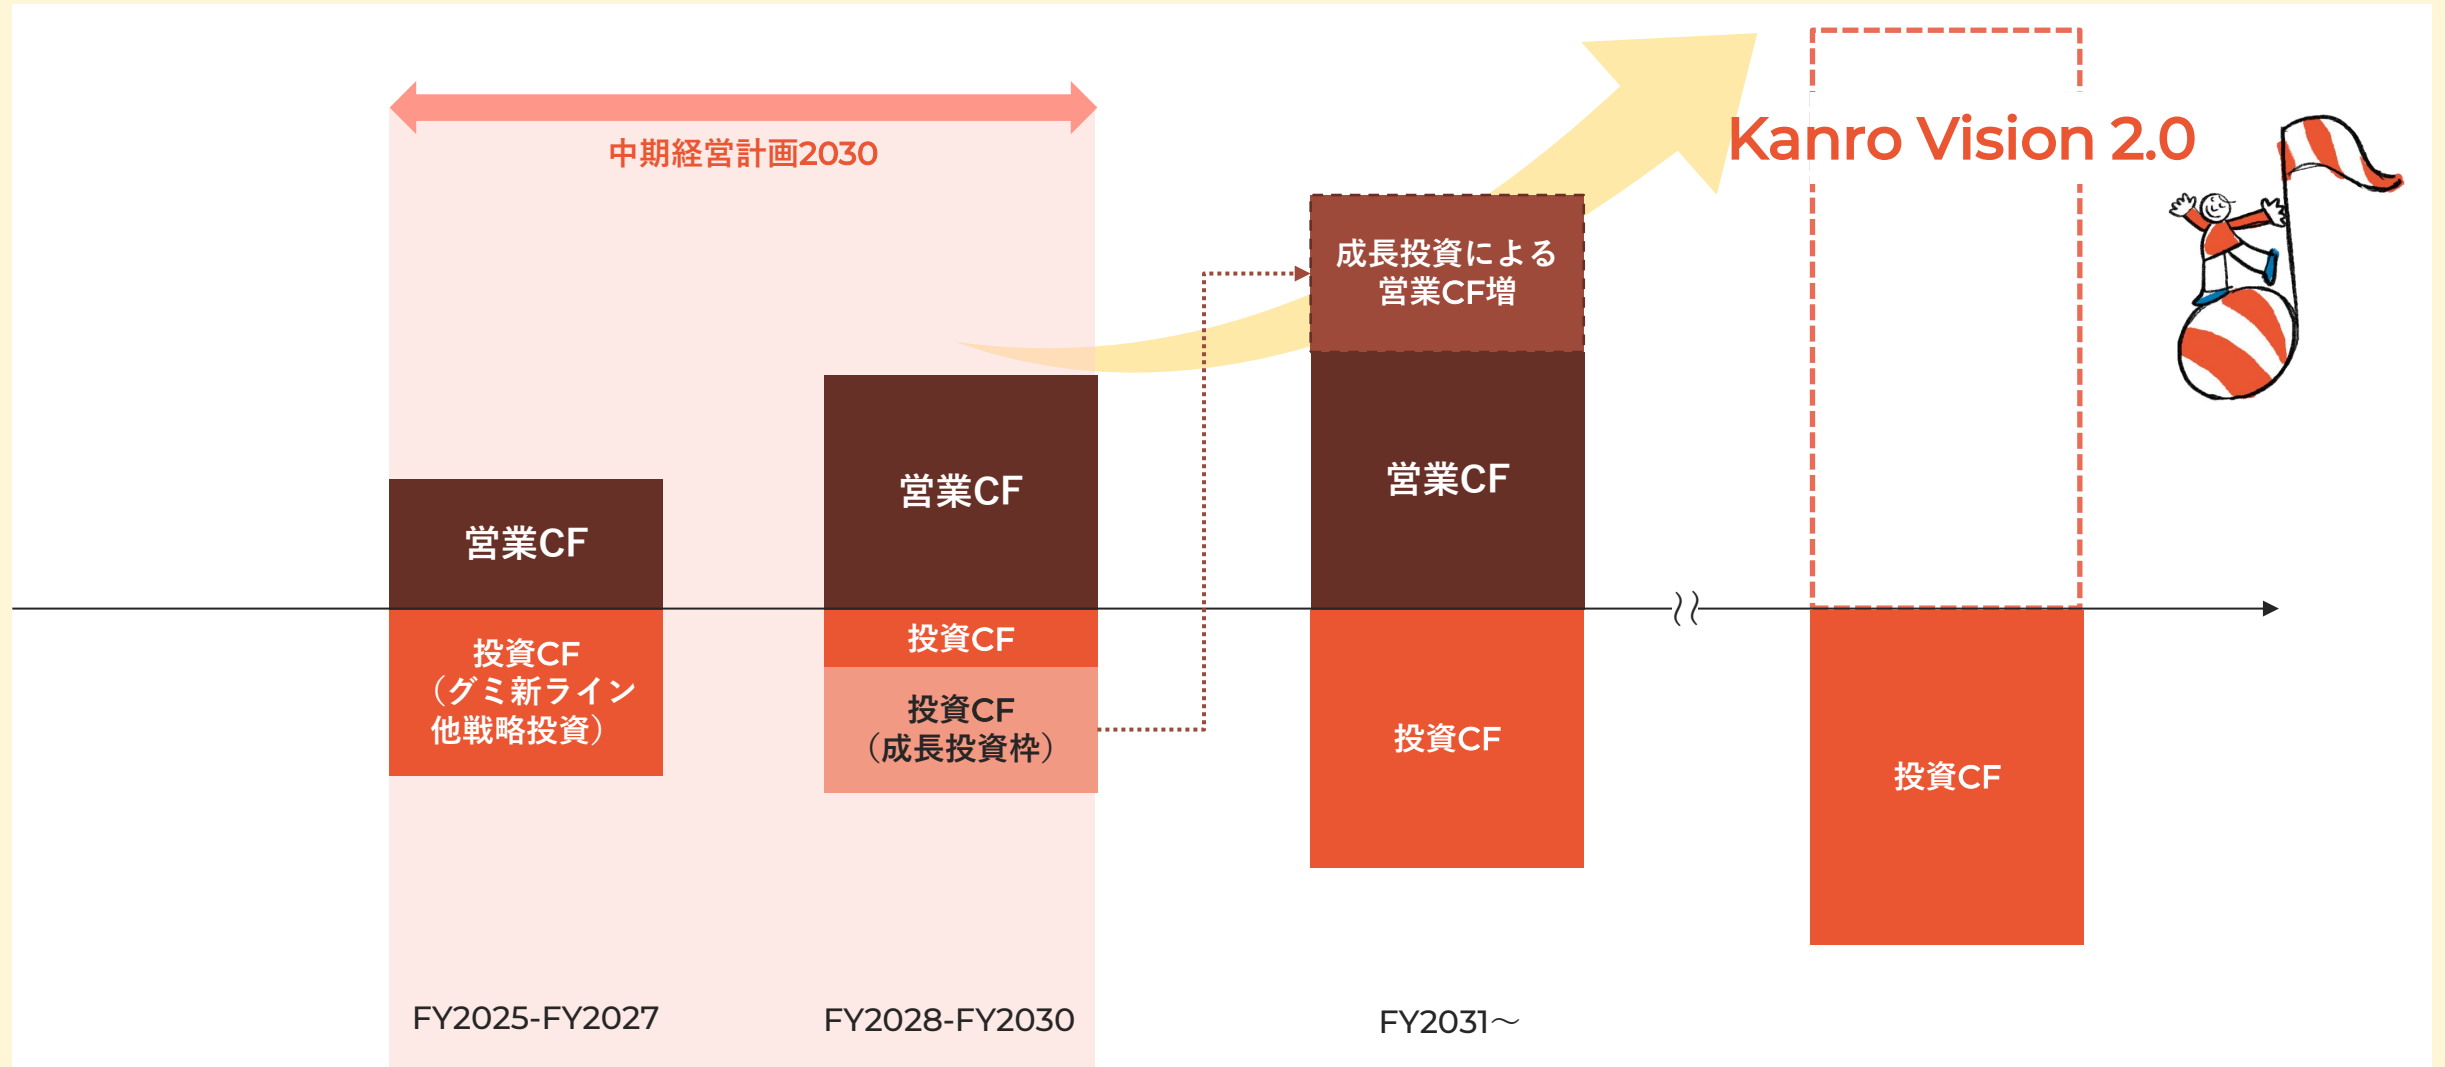 中期経営計画2030
Kanro Vision 2.0
成長投資による
営業CF増
営業CF
営業CF
営業CF
投資CF
（グミ新ライン
他戦略投資）
投資CF
投資CF
（成長投資枠）
投資CF
投資CF
FY2025-FY2027
FY2028-FY2030
FY2031～